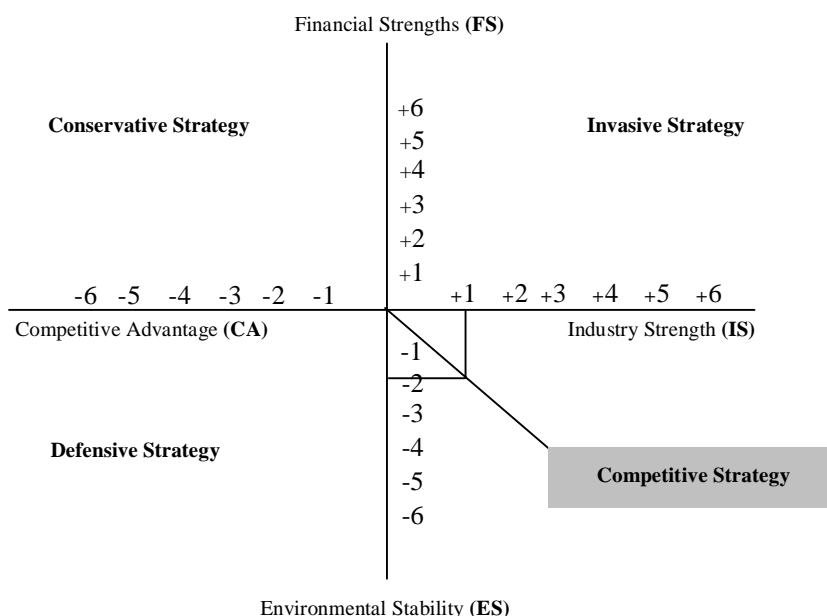 Financial Strengths (FS)
Conservative Strategy
Invasive Strategy
+6
+5
+4
+3
+2
+1
-6 -5 -4 -3 -2 -1
+1 +2 +3 +4 +5 +6
Competitive Advantage (CA)
Industry Strength (IS)
-1
-2
-3
-4
-5
-6
Defensive Strategy
Competitive Strategy
Environmental Stability (ES)